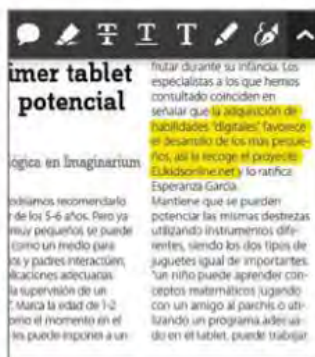 imer tablet
potencial
ógica en Imaginarium
odríamos recomendarlo
r de los 5-6 años. Pero ya
muy pequeños se puede
como un medio para
os y padres interactúen,
licaciones adecuadas
la supervisión de un
". Marca la edad de 1-2
omo el momento en el
les puede exponer a un
frutar durante su infancia. Los
especialistas a los que hemos
consultado coinciden en
señalar que la adquisición de
habilidades "digitales" favorece
el desarrollo de los más peque-
ños, así la recoge el proyecto
EUkidsonline.net y lo ratifica
Esperanza García.
Mantiene que se pueden
potenciar las mismas destrezas
utilizando instrumentos dife-
rentes, siendo los dos tipos de
juguetes igual de importantes.
"un niño puede aprender con-
ceptos matemáticos jugando
con un amigo al parchís o uti-
lizando un programa adecua-
do en el tablet, puede trabajar